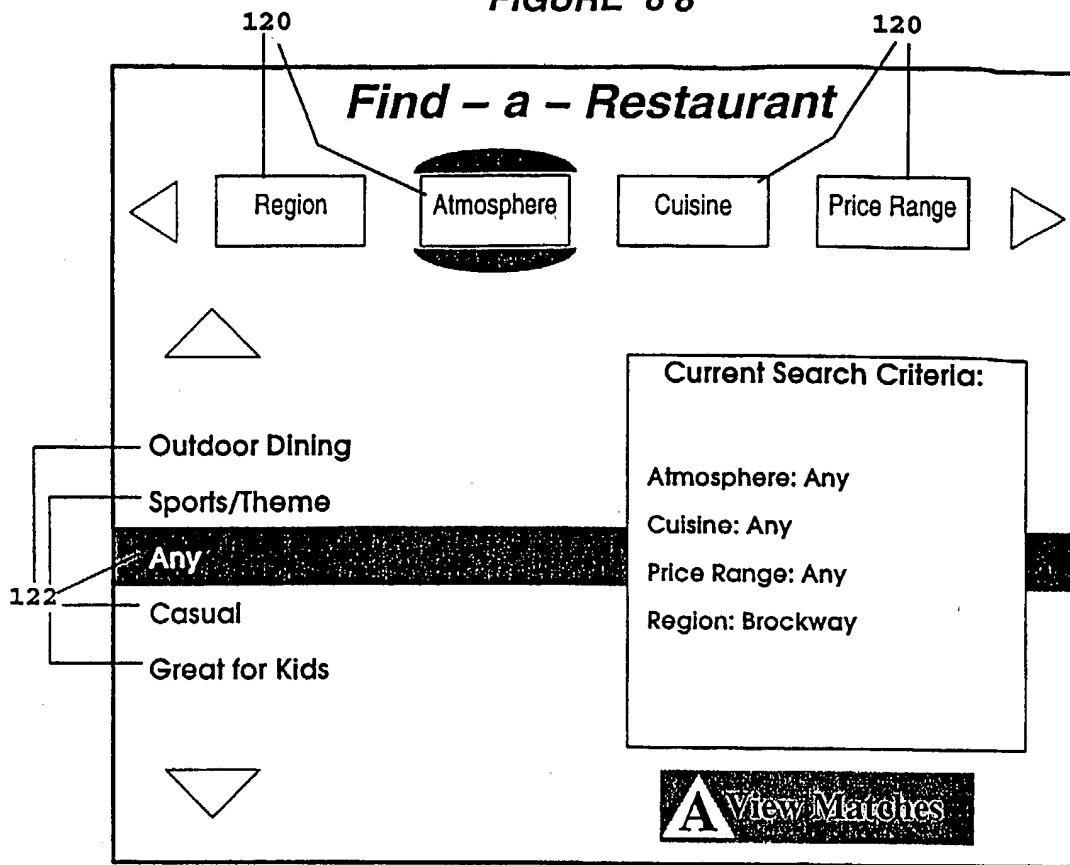 120 120
Find – a – Restaurant
Region Atmosphere Cuisine Price Range
Current Search Criteria:
Outdoor Dining
Sports/Theme
Any
Casual
Great for Kids
122
Atmosphere: Any
Cuisine: Any
Price Range: Any
Region: Brockway
A View Matches